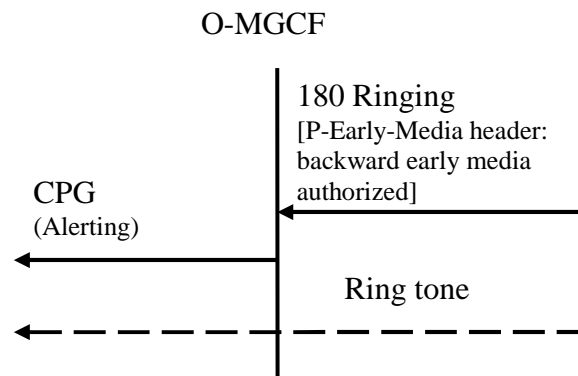 O-MGCF
180 Ringing
[P-Early-Media header:
backward early media
authorized]
CPG
(Alerting)
Ring tone